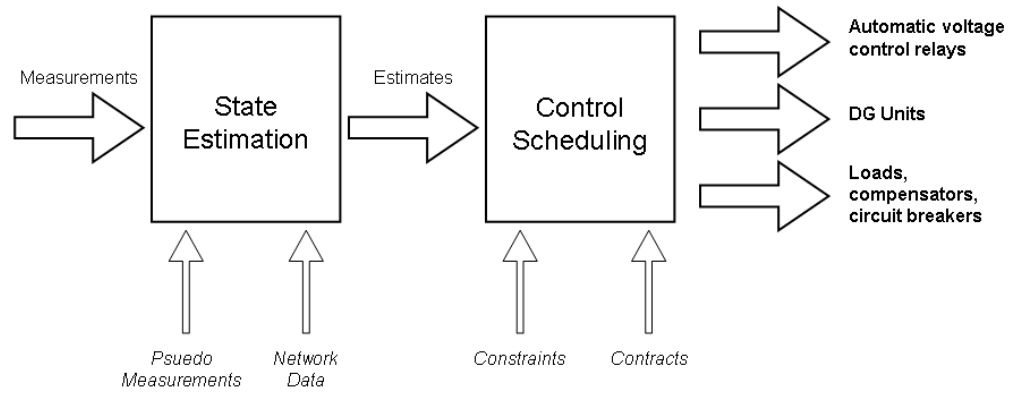 Measurements
State
Estimation
Estimates
Control
Scheduling
Automatic voltage
control relays
DG Units
Loads,
compensators,
circuit breakers
Psuedo
Measurements
Network
Data
Constraints
Contracts